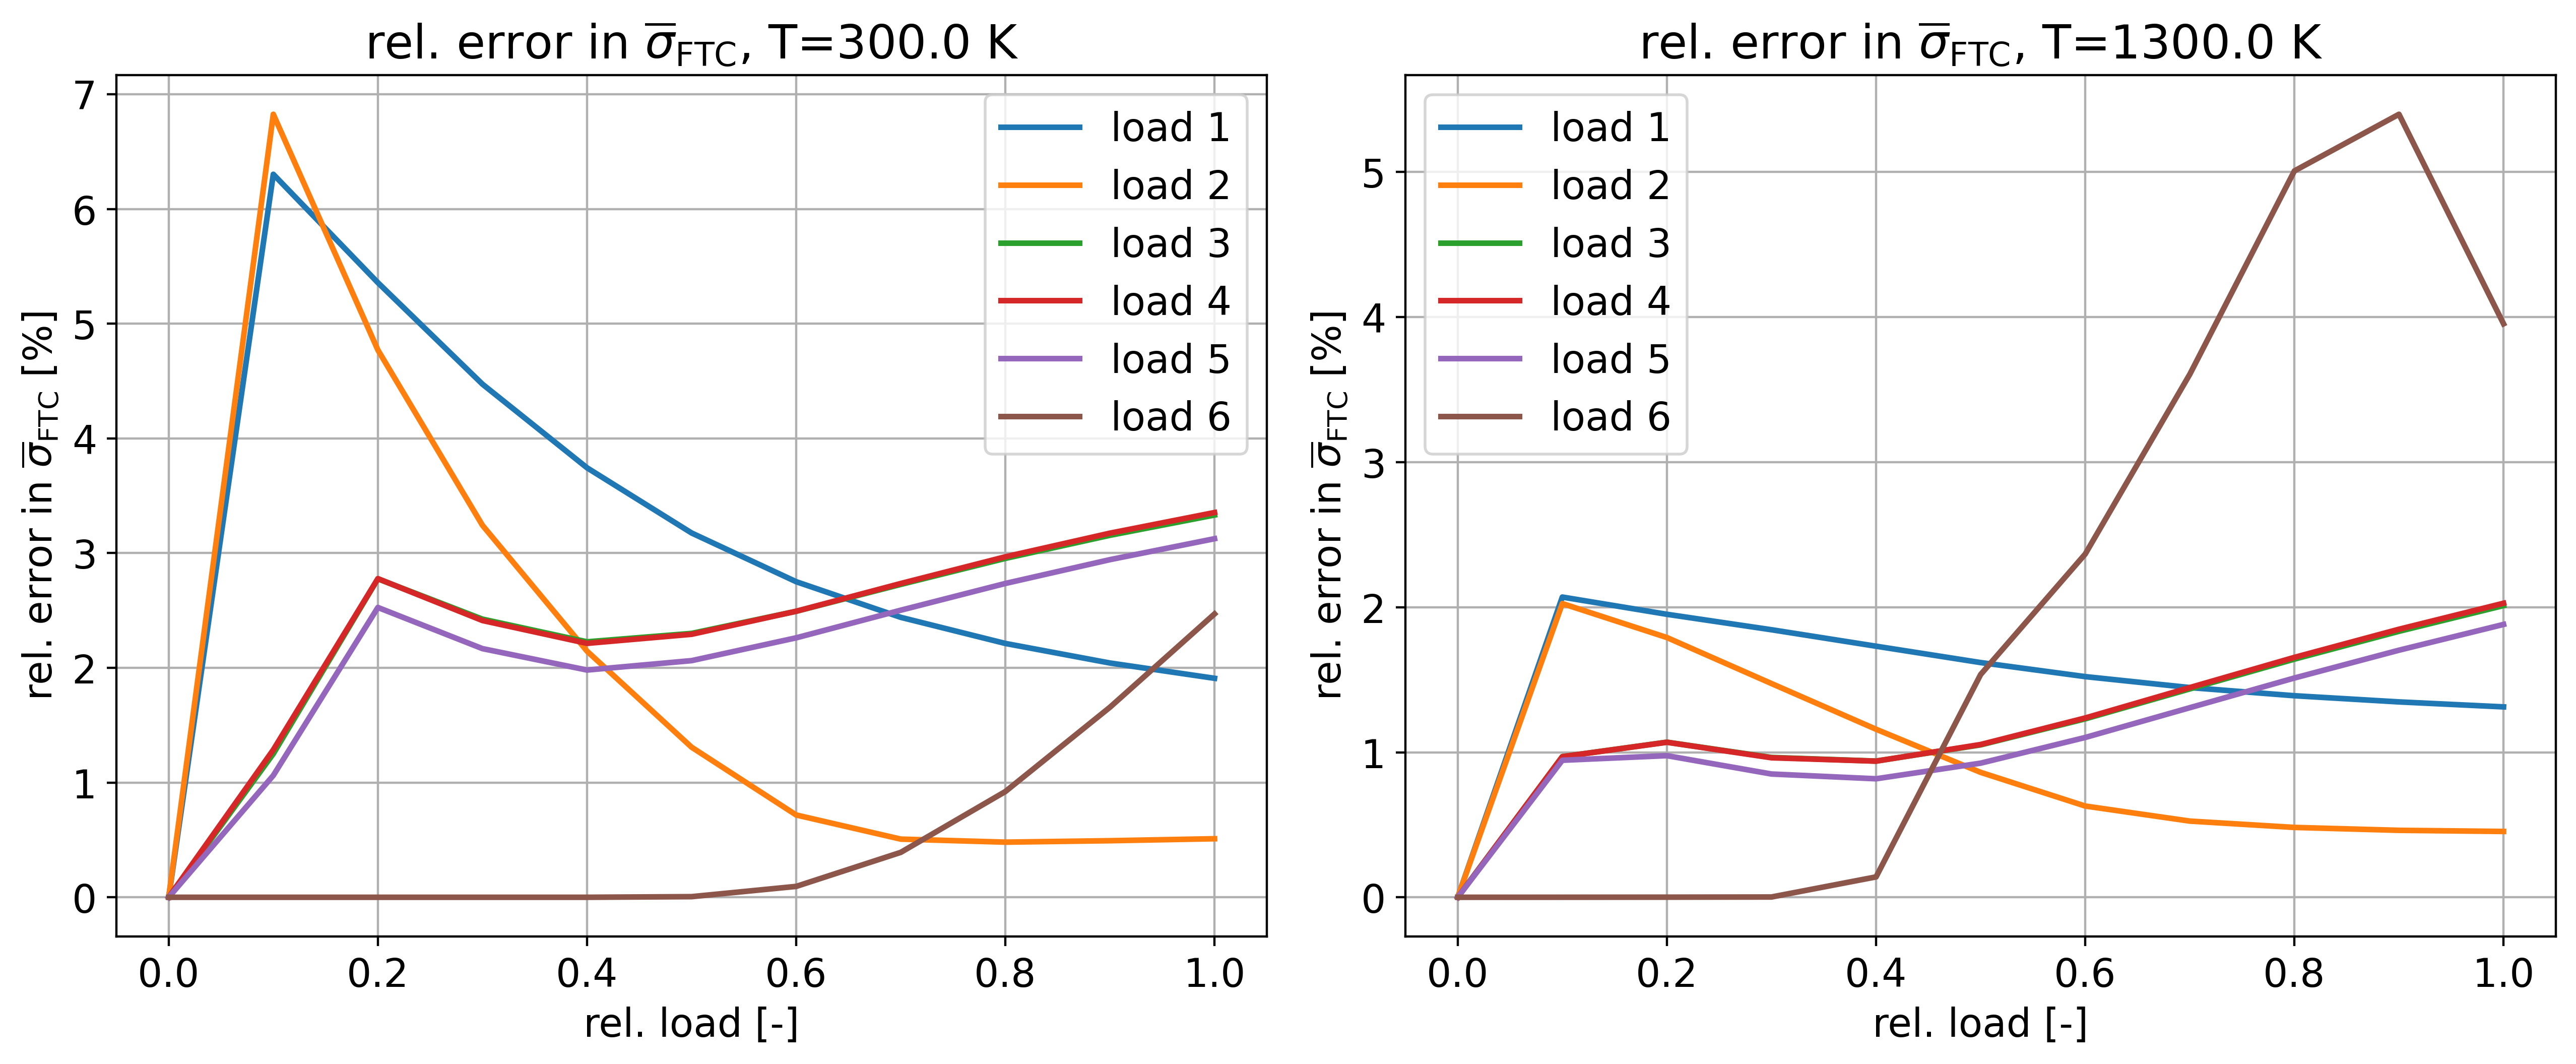 rel. error in σ̅_FTC, T=300.0 K
rel. error in σ̅_FTC [%]
7
6
5
4
3
2
1
0
load 1
load 2
load 3
load 4
load 5
load 6
0.0 0.2 0.4 0.6 0.8 1.0
rel. load [-]
rel. error in σ̅_FTC, T=1300.0 K
rel. error in σ̅_FTC [%]
5
4
3
2
1
0
load 1
load 2
load 3
load 4
load 5
load 6
0.0 0.2 0.4 0.6 0.8 1.0
rel. load [-]